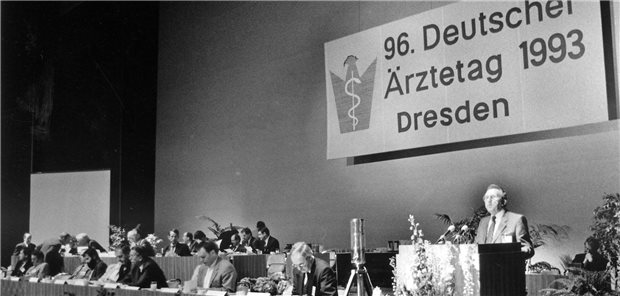 96. Deutscher
Ärztetag 1993
Dresden